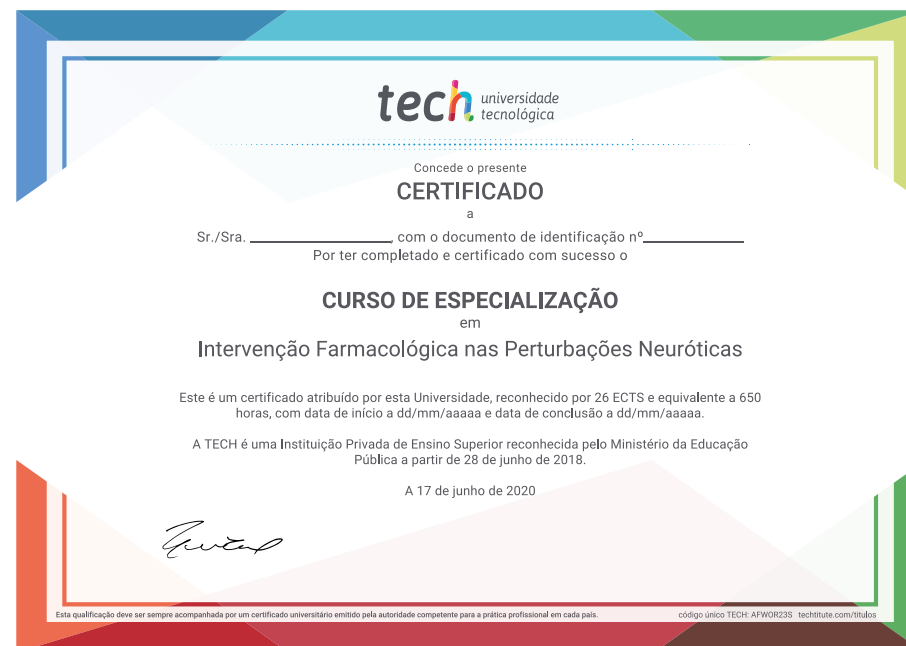 tech universidade
tecnológica
Concede o presente
CERTIFICADO
a
Sr./Sra. ________________, com o documento de identificação nº____________
Por ter completado e certificado com sucesso o
CURSO DE ESPECIALIZAÇÃO
em
Intervenção Farmacológica nas Perturbações Neuróticas
Este é um certificado atribuído por esta Universidade, reconhecido por 26 ECTS e equivalente a 650
horas, com data de início a dd/mm/aaaaa e data de conclusão a dd/mm/aaaaa.
A TECH é uma Instituição Privada de Ensino Superior reconhecida pelo Ministério da Educação
Pública a partir de 28 de junho de 2018.
A 17 de junho de 2020
Esta qualificação deve ser sempre acompanhada por um certificado universitário emitido pela autoridade competente para a prática profissional em cada país.
código único TECH: AFWOR23S techtitute.com/titulos